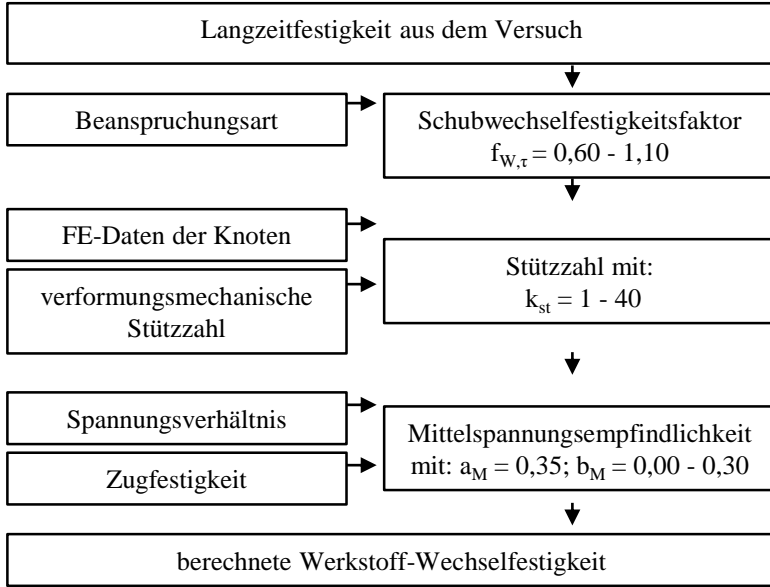 Langzeitfestigkeit aus dem Versuch
Beanspruchungsart
Schubwechselfestigkeitsfaktor
f_W,τ = 0,60 - 1,10
FE-Daten der Knoten
verformungsmechanische
Stützzahl
Stützzahl mit:
k_st = 1 - 40
Spannungsverhältnis
Zugfestigkeit
Mittelspannungsempfindlichkeit
mit: a_M = 0,35; b_M = 0,00 - 0,30
berechnete Werkstoff-Wechselfestigkeit